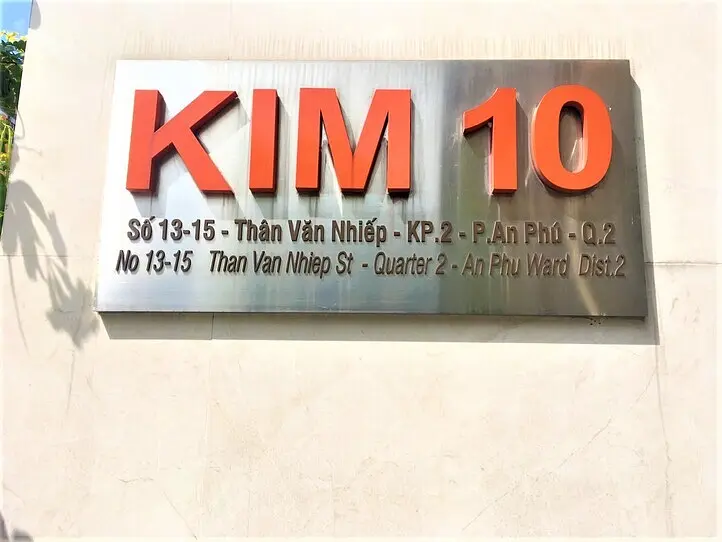 KIM 10
Số 13-15 - Thân Văn Nhiếp - KP.2 - P.An Phú - Q.2
No 13-15 Than Van Nhiep St - Quarter 2 - An Phu Ward Dist.2